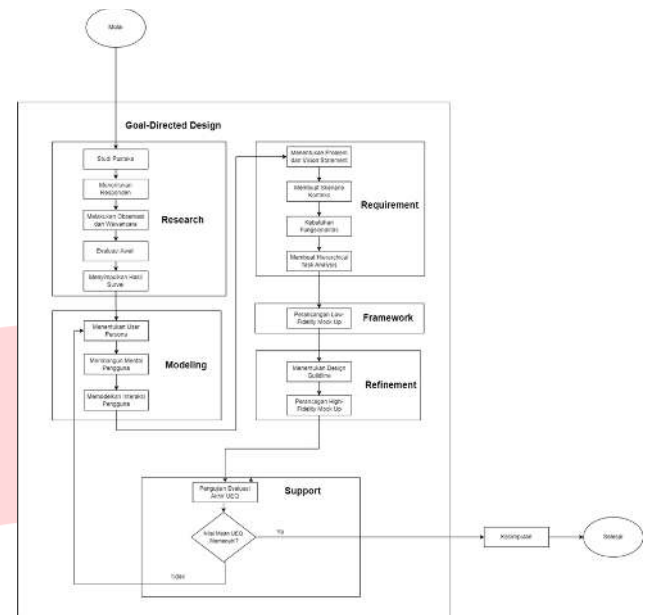 Mulai
Goal-Directed Design
Studi Pustaka
Menentukan
Responden
Melakukan Observasi
dan Wawancara
Evaluasi Awal
Menyimpulkan Hasil
Survei
Research
Menentukan User
Persona
Membangun Mental
Pengguna
Memodelkan Interaksi
Pengguna
Modeling
Menentukan Problem
dan Vision Statement
Membuat Skenario
Konteks
Kebutuhan
Fungsionalitas
Membuat Hierarchical
Task Analysis
Requirement
Perancangan Low-
Fidelity Mock Up
Framework
Menentukan Design
Guideline
Perancangan High-
Fidelity Mock Up
Refinement
Pengujian Evaluasi
Akhir UEQ
Support
Nilai Mean UEQ
Memenuhi?
Ya
Tidak
Kesimpulan
Selesai